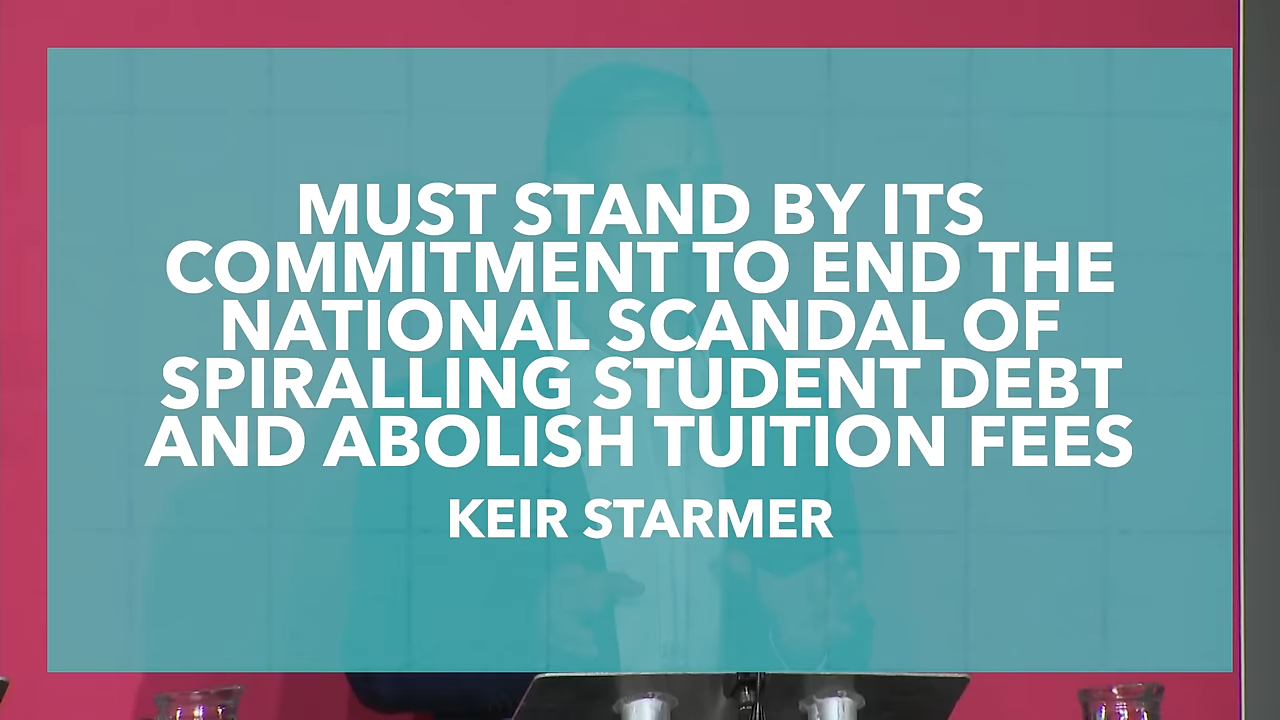 MUST STAND BY ITS
COMMITMENT TO END THE
NATIONAL SCANDAL OF
SPIRALLING STUDENT DEBT
AND ABOLISH TUITION FEES
KEIR STARMER